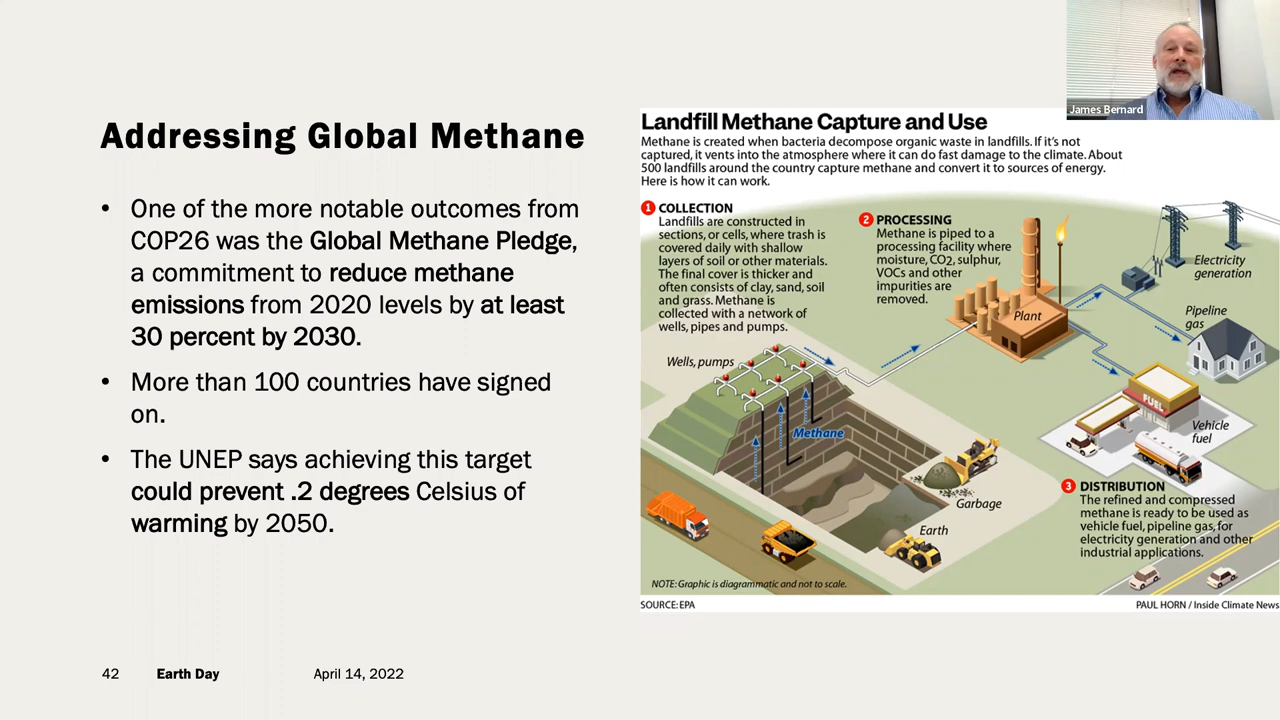 James Bernard
Addressing Global Methane
• One of the more notable outcomes from
COP26 was the Global Methane Pledge,
a commitment to reduce methane
emissions from 2020 levels by at least
30 percent by 2030.
• More than 100 countries have signed
on.
• The UNEP says achieving this target
could prevent .2 degrees Celsius of
warming by 2050.
Landfill Methane Capture and Use
Methane is created when bacteria decompose organic waste in landfills. If it's not
captured, it vents into the atmosphere where it can do fast damage to the climate. About
500 landfills around the country capture methane and convert it to sources of energy.
Here is how it can work.
1 COLLECTION
Landfills are constructed in
sections, or cells, where trash is
covered daily with shallow
layers of soil or other materials.
The final cover is thicker and
often consists of clay, sand, soil
and grass. Methane is
collected with a network of
wells, pipes and pumps.
2 PROCESSING
Methane is piped to a
processing facility where
moisture, CO2, sulphur,
VOCs and other
impurities are
removed.
Plant
Electricity
generation
Pipeline
gas
Wells, pumps
Methane
FUEL
Vehicle
fuel
Garbage
Earth
3 DISTRIBUTION
The refined and compressed
methane is ready to be used as
vehicle fuel, pipeline gas, for
electricity generation and other
industrial applications.
NOTE: Graphic is diagrammatic and not to scale.
SOURCE: EPA
PAUL HORN / Inside Climate News
42 Earth Day April 14, 2022